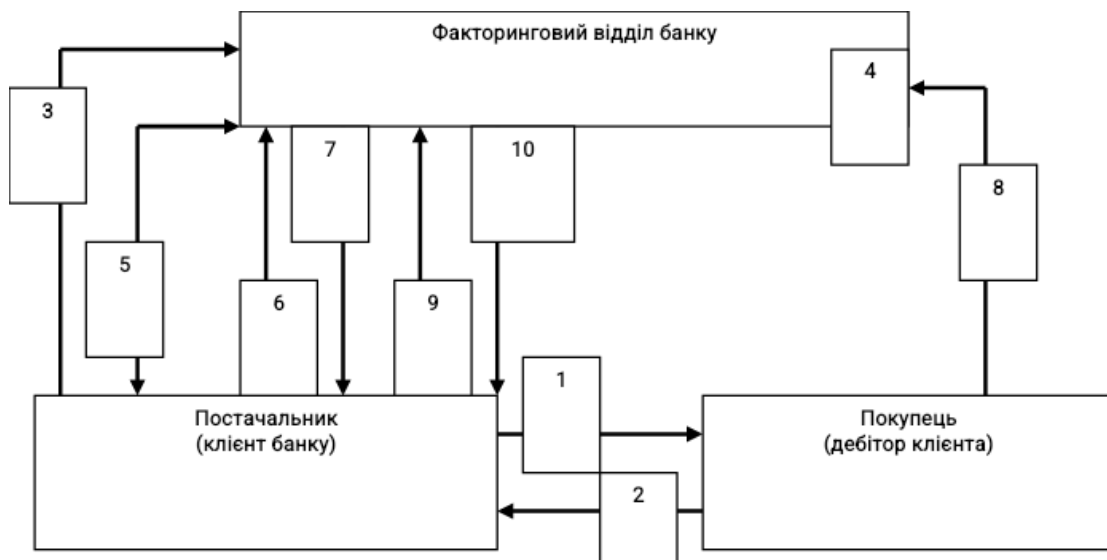 Факторинговий відділ банку
4
3
7
10
8
5
6
9
1
Постачальник
(клієнт банку)
Покупець
(дебітор клієнта)
2